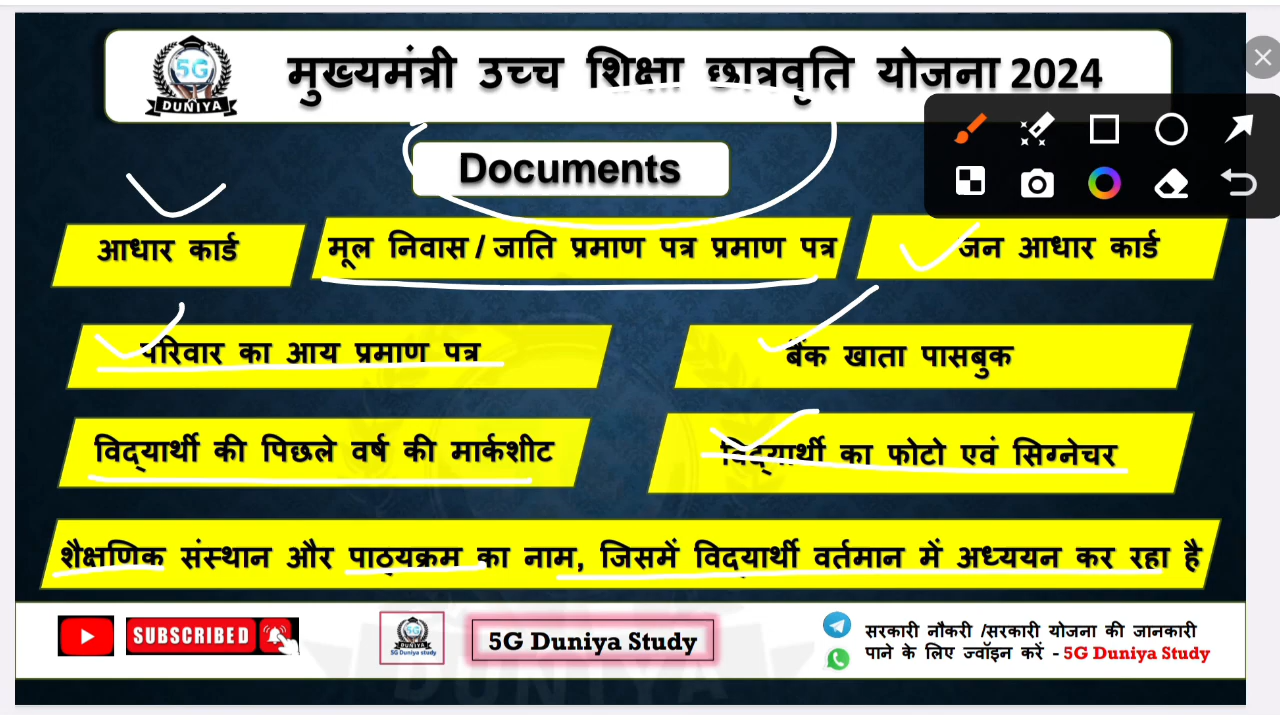 5G
DUNIYA
मुख्यमंत्री उच्च शिक्षा छात्रवृति योजना 2024
Documents
आधार कार्ड
मूल निवास / जाति प्रमाण पत्र प्रमाण पत्र
जन आधार कार्ड
परिवार का आय प्रमाण पत्र
बैंक खाता पासबुक
विद्यार्थी की पिछले वर्ष की मार्कशीट
विद्यार्थी का फोटो एवं सिग्नेचर
शैक्षणिक संस्थान और पाठ्यक्रम का नाम, जिसमें विद्यार्थी वर्तमान में अध्ययन कर रहा है
SUBSCRIBED
5G Duniya study
5G Duniya Study
सरकारी नौकरी /सरकारी योजना की जानकारी
पाने के लिए ज्वॉइन करें - 5G Duniya Study
DUNIYA